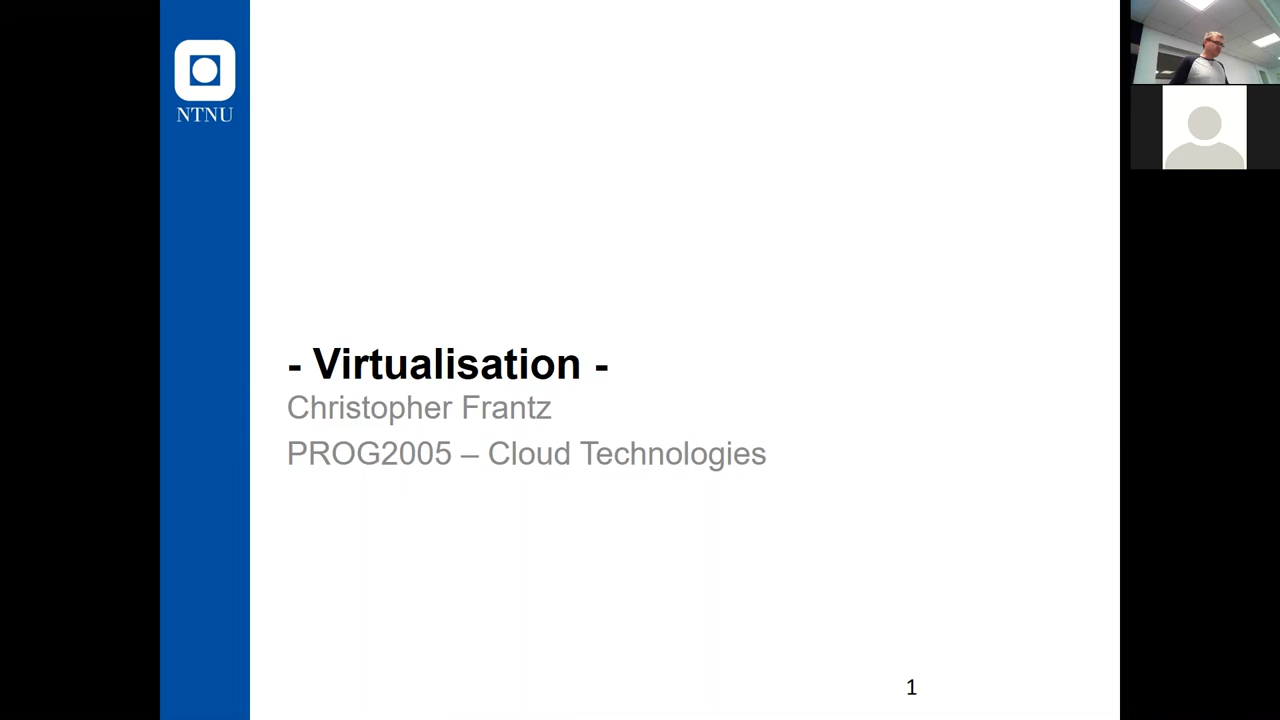 NTNU
- Virtualisation -
Christopher Frantz
PROG2005 – Cloud Technologies
1